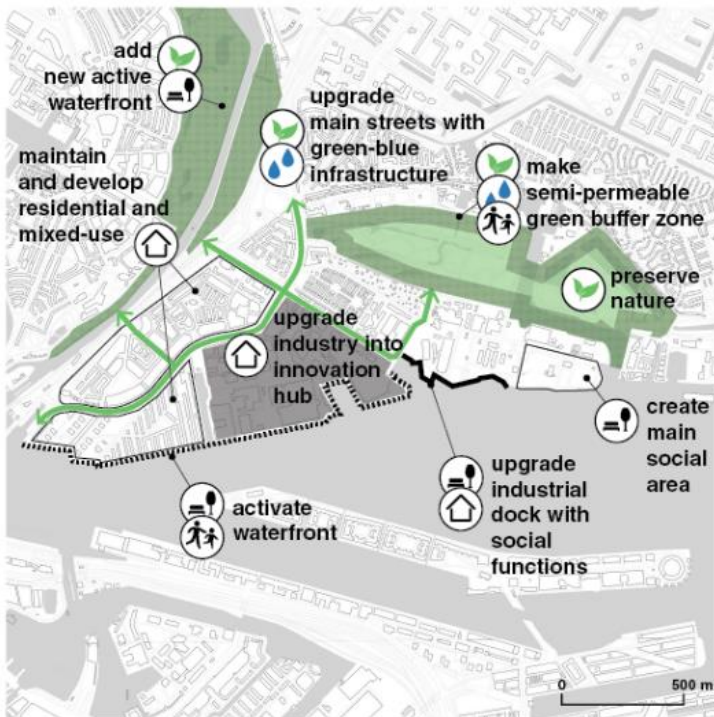 add
new active
waterfront
upgrade
main streets with
green-blue
infrastructure
maintain
and develop
residential and
mixed-use
make
semi-permeable
green buffer zone
preserve
nature
upgrade
industry into
innovation
hub
create
main
social
area
upgrade
industrial
dock with
social
functions
activate
waterfront
0 500 m